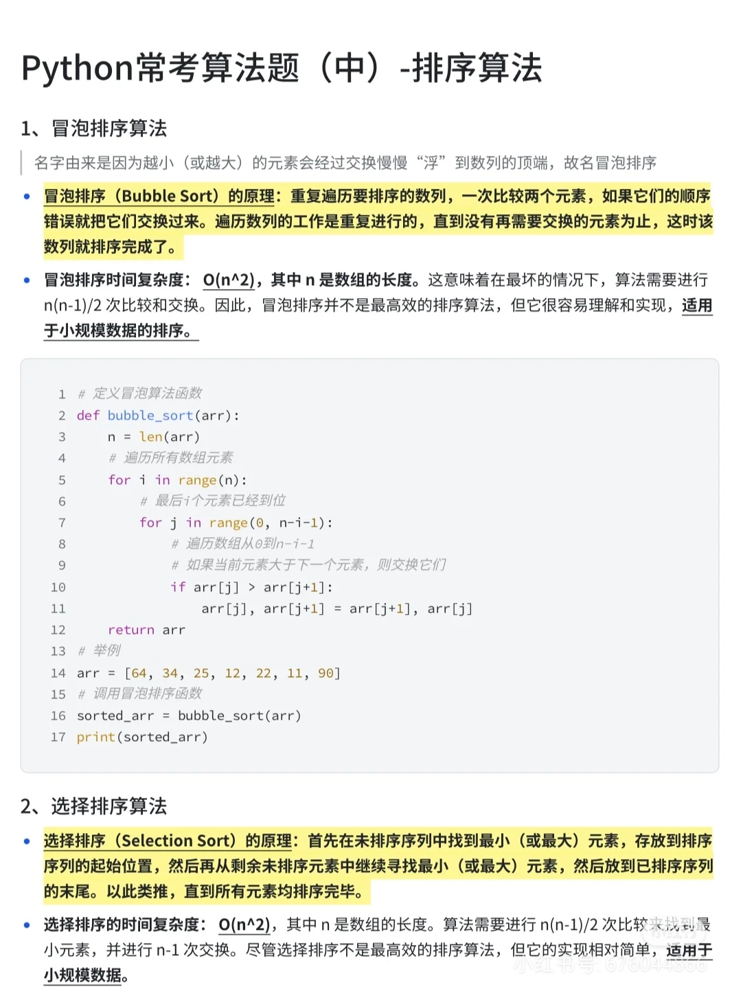 Python常考算法题（中）-排序算法
1、冒泡排序算法
名字由来是因为越小（或越大）的元素会经过交换慢慢“浮”到数列的顶端，故名冒泡排序
冒泡排序（Bubble Sort）的原理：重复遍历要排序的数列，一次比较两个元素，如果它们的顺序
错误就把它们交换过来。遍历数列的工作是重复进行的，直到没有再需要交换的元素为止，这时该
数列就排序完成了。
冒泡排序时间复杂度： O(n^2)，其中 n 是数组的长度。这意味着在最坏的情况下，算法需要进行
n(n-1)/2 次比较和交换。因此，冒泡排序并不是最高效的排序算法，但它很容易理解和实现，适用
于小规模数据的排序。
1 # 定义冒泡算法函数
2 def bubble_sort(arr):
3     n = len(arr)
4     # 遍历所有数组元素
5     for i in range(n):
6         # 最后i个元素已经到位
7         for j in range(0, n-i-1):
8             # 遍历数组从0到n-i-1
9             # 如果当前元素大于下一个元素，则交换它们
10             if arr[j] > arr[j+1]:
11                 arr[j], arr[j+1] = arr[j+1], arr[j]
12     return arr
13 # 举例
14 arr = [64, 34, 25, 12, 22, 11, 90]
15 # 调用冒泡排序函数
16 sorted_arr = bubble_sort(arr)
17 print(sorted_arr)
2、选择排序算法
选择排序（Selection Sort）的原理：首先在未排序序列中找到最小（或最大）元素，存放到排序
序列的起始位置，然后再从剩余未排序元素中继续寻找最小（或最大）元素，然后放到已排序序列
的末尾。以此类推，直到所有元素均排序完毕。
选择排序的时间复杂度： O(n^2)，其中 n 是数组的长度。算法需要进行 n(n-1)/2 次比较来找到最
小元素，并进行 n-1 次交换。尽管选择排序不是最高效的排序算法，但它的实现相对简单，适用于
小规模数据。
小红书
小红书号: 676044866